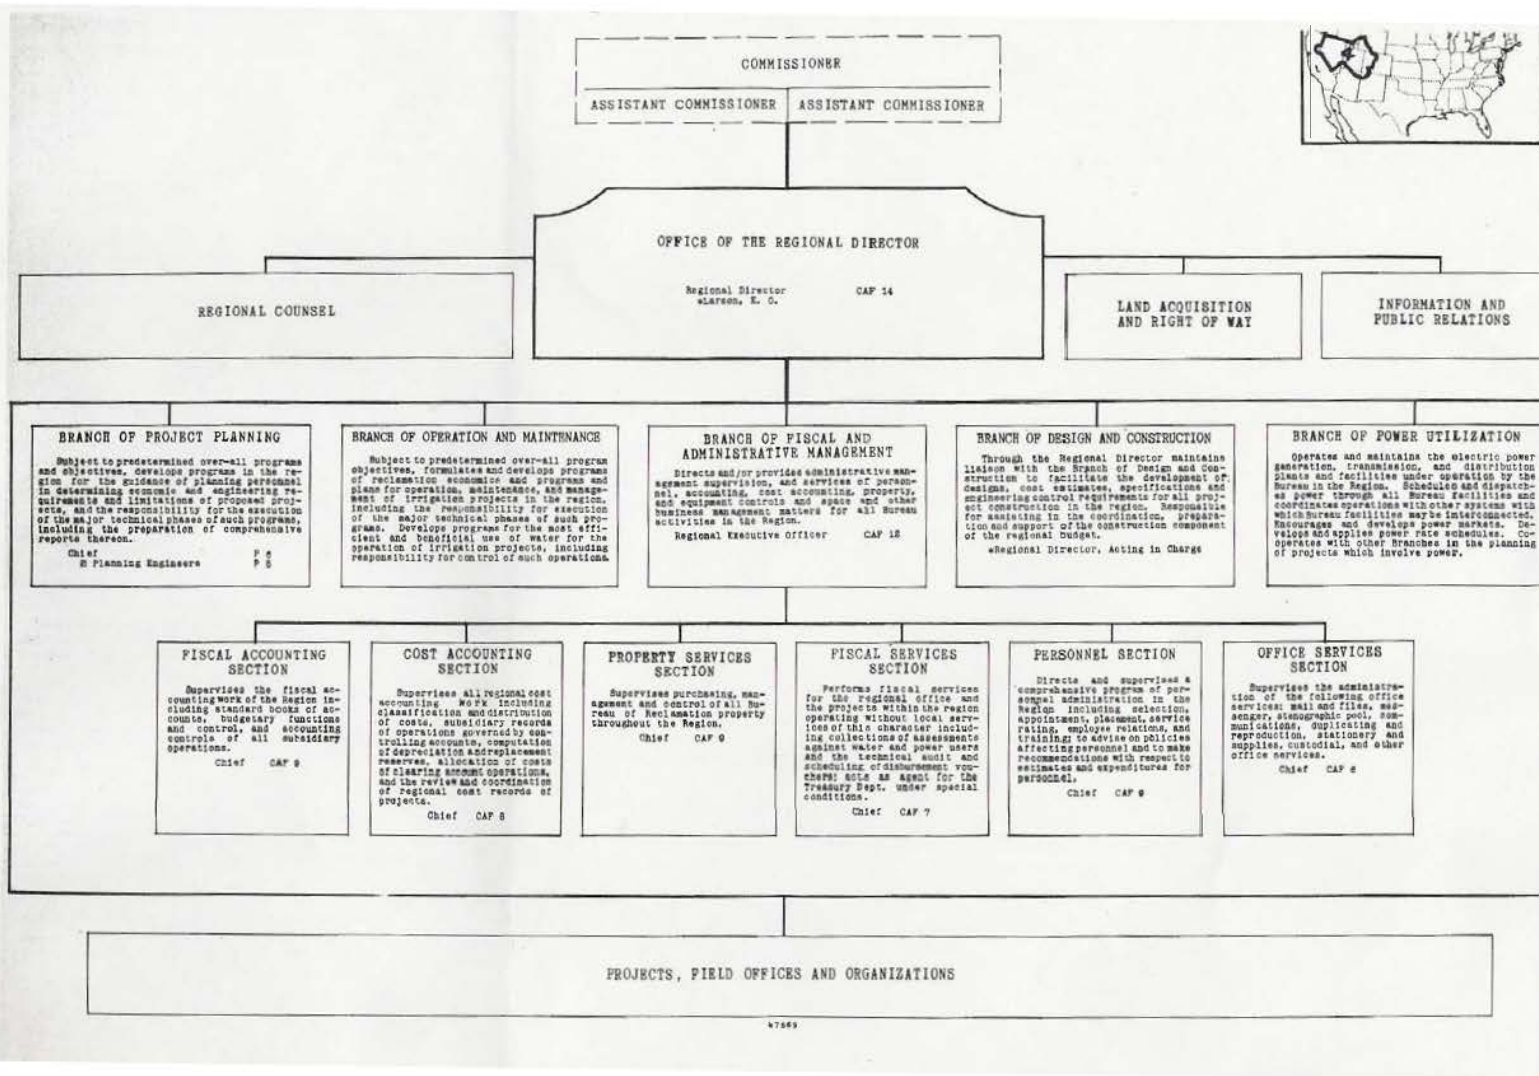 COMMISSIONER
ASSISTANT COMMISSIONER
ASSISTANT COMMISSIONER
OFFICE OF THE REGIONAL DIRECTOR
Regional Director CAF 14
*Larson, E. O.
REGIONAL COUNSEL
LAND ACQUISITION
AND RIGHT OF WAY
INFORMATION AND
PUBLIC RELATIONS
BRANCH OF PROJECT PLANNING
Subject to predetermined over-all programs
and objectives, develops programs in the re-
gion for the guidance of planning personnel
in determining economic and engineering re-
quirements and limitations of proposed proj-
ects, and the responsibility for the execution
of the major technical phases of such programs,
including the preparation of comprehensive
reports thereon.
Chief P 6
2 Planning Engineers P 5
BRANCH OF OPERATION AND MAINTENANCE
Subject to predetermined over-all program
objectives, formulates and develops programs
of reclamation economics and programs and
plans for operation, maintenance, and manage-
ment of irrigation projects in the region,
including the responsibility for execution
of the major technical phases of such pro-
grams. Develops programs for the most effi-
cient and beneficial use of water for the
operation of irrigation projects, including
responsibility for control of such operations.
BRANCH OF FISCAL AND
ADMINISTRATIVE MANAGEMENT
Directs and/or provides administrative man-
agement supervision, and services of person-
nel, accounting, cost accounting, property,
and equipment controls and space and other
business management matters for all Bureau
activities in the Region.
Regional Executive Officer CAF 12
BRANCH OF DESIGN AND CONSTRUCTION
Through the Regional Director maintains
liaison with the Branch of Design and Con-
struction to facilitate the development of
designs, cost estimates, specifications and
engineering control requirements for all proj-
ect construction in the region. Responsible
for assisting in the coordination, prepara-
tion and support of the construction component
of the regional budget.
*Regional Director, Acting in Charge
BRANCH OF POWER UTILIZATION
Operates and maintains the electric power
generation, transmission, and distribution
plants and facilities under operation by the
Bureau in the Region. Schedules and dispatch-
es power through all Bureau facilities and
coordinates operations with other systems with
which Bureau facilities may be interconnected.
Encourages and develops power markets. De-
velops and applies power rate schedules. Co-
operates with other Branches in the planning
of projects which involve power.
FISCAL ACCOUNTING
SECTION
Supervises the fiscal ac-
counting work of the Region in-
cluding standard books of ac-
counts, budgetary functions
and control, and accounting
controls of all subsidiary
operations.
Chief CAF 9
COST ACCOUNTING
SECTION
Supervises all regional cost
accounting work including
classification and distribution
of costs, subsidiary records
of operations governed by con-
trolling accounts, computation
of depreciation and replacement
reserves, allocation of costs
of clearing account operations,
and the review and coordination
of regional cost records of
projects.
Chief CAF 8
PROPERTY SERVICES
SECTION
Supervises purchasing, man-
agement and control of all Bu-
reau of Reclamation property
throughout the Region.
Chief CAF 9
FISCAL SERVICES
SECTION
Performs fiscal services
for the regional office and
the projects within the region
operating without local serv-
ices of this character includ-
ing collections of assessments
against water and power users
and the technical audit and
scheduling of disbursement vou-
chers; acts as agent for the
Treasury Dept. under special
conditions.
Chief CAF 7
PERSONNEL SECTION
Directs and supervises a
comprehensive program of per-
sonnel administration in the
Region including selection,
appointment, placement, service
rating, employee relations, and
training; to advise on policies
affecting personnel and to make
recommendations with respect to
estimates and expenditures for
personnel.
Chief CAF 9
OFFICE SERVICES
SECTION
Supervises the administra-
tion of the following office
services: mail and files, mes-
senger, stenographic pool, com-
munications, duplicating and
reproduction, stationery and
supplies, custodial, and other
office services.
Chief CAF 6
PROJECTS, FIELD OFFICES AND ORGANIZATIONS
47565